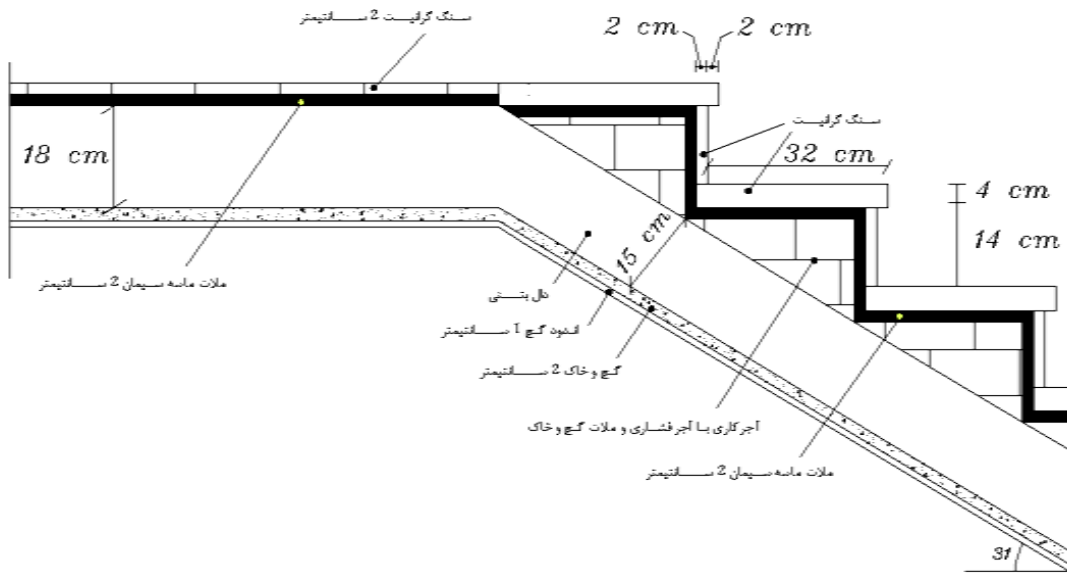 سنگ گرانیت 2 سانتیمتر
2 cm
2 cm
سنگ گرانیت
18 cm
32 cm
4 cm
14 cm
15 cm
ملات ماسه سیمان 2 سانتیمتر
دال بتنی
اندود گچ 1 سانتیمتر
گچ و خاک 2 سانتیمتر
آجرکاری با آجر فشاری و ملات گچ و خاک
ملات ماسه سیمان 2 سانتیمتر
31